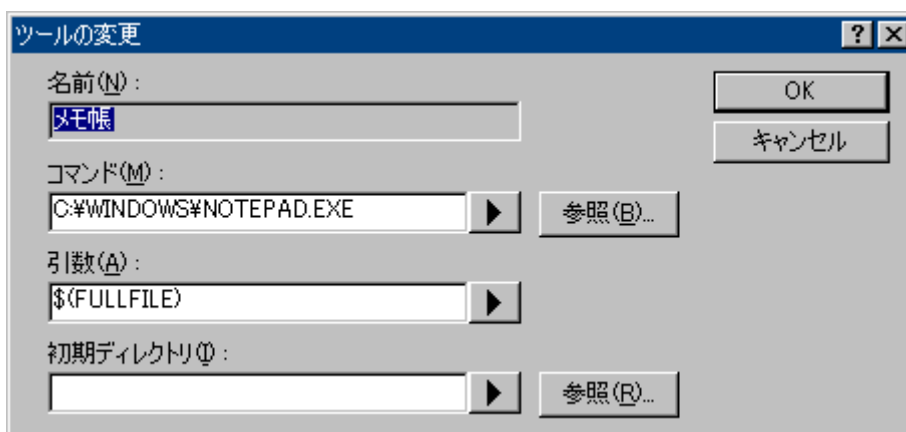 ツールの変更
名前(N):
メモ帳
OK
キャンセル
コマンド(M):
C:¥WINDOWS¥NOTEPAD.EXE
参照(B)...
引数(A):
$(FULLFILE)
初期ディレクトリ(I):
参照(R)...